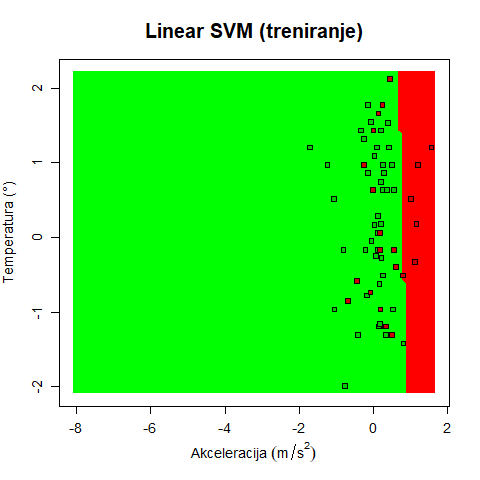 Linear SVM (treniranje)
Temperatura (°)
2
1
0
-1
-2
-8 -6 -4 -2 0 2
Akceleracija (m/s²)